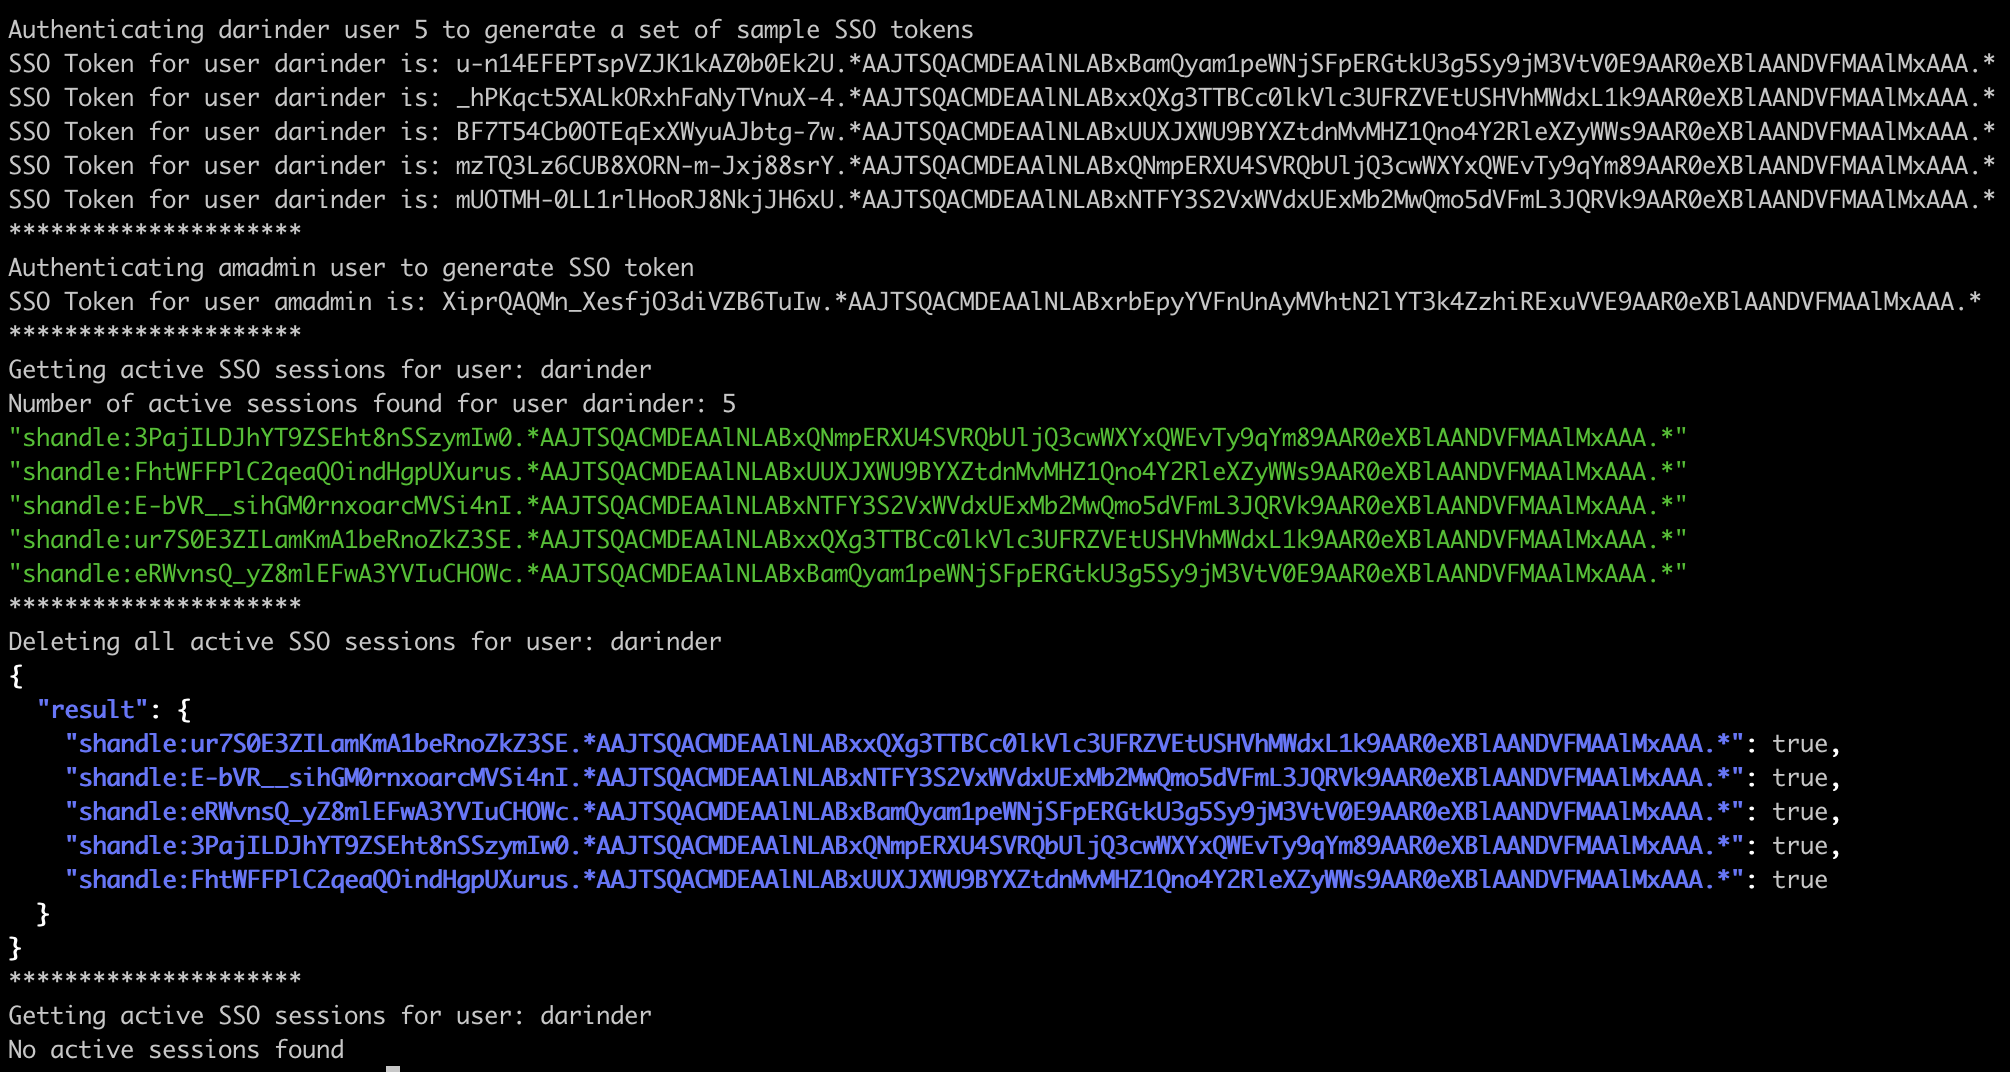 Authenticating darinder user 5 to generate a set of sample SSO tokens
SSO Token for user darinder is: u-n14EFEPTspVZJK1kAZ0b0Ek2U.*AAJTSQACMDEAAlNLABxBamQyam1peWNjSFpERGtkU3g5Sy9jM3VtV0E9AAR0eXBlAANDVFMAAlMxAAA.*
SSO Token for user darinder is: _hPKqct5XALkORxhFaNyTVnuX-4.*AAJTSQACMDEAAlNLABxxQXg3TTBCc0lkVlc3UFRZVEtUSHVhMWdxL1k9AAR0eXBlAANDVFMAAlMxAAA.*
SSO Token for user darinder is: BF7T54Cb0OTEqExXWyuAJbtg-7w.*AAJTSQACMDEAAlNLABxUUXJXWU9BYXZtdnMvMHZ1Qno4Y2RleXZyWWs9AAR0eXBlAANDVFMAAlMxAAA.*
SSO Token for user darinder is: mzTQ3Lz6CUB8XORN-m-Jxj88srY.*AAJTSQACMDEAAlNLABxQNmpERXU4SVRQbUljQ3cwWXYxQWEvTy9qYm89AAR0eXBlAANDVFMAAlMxAAA.*
SSO Token for user darinder is: mUOTMH-0LL1rlHooRJ8NkjJH6xU.*AAJTSQACMDEAAlNLABxNTFY3S2VxWVdxUExMb2MwQmo5dVFmL3JQRVk9AAR0eXBlAANDVFMAAlMxAAA.*
*********************
Authenticating amadmin user to generate SSO token
SSO Token for user amadmin is: XiprQAQMn_XesfjO3diVZB6TuIw.*AAJTSQACMDEAAlNLABxrbEpyYVFnUnAyMVhtN2lYT3k4ZzhiRExuVVE9AAR0eXBlAANDVFMAAlMxAAA.*
*********************
Getting active SSO sessions for user: darinder
Number of active sessions found for user darinder: 5
"shandle:3PajILDJhYT9ZSEht8nSSzymIw0.*AAJTSQACMDEAAlNLABxQNmpERXU4SVRQbUljQ3cwWXYxQWEvTy9qYm89AAR0eXBlAANDVFMAAlMxAAA.*"
"shandle:FhtWFFPlC2qeaQOindHgpUXurus.*AAJTSQACMDEAAlNLABxUUXJXWU9BYXZtdnMvMHZ1Qno4Y2RleXZyWWs9AAR0eXBlAANDVFMAAlMxAAA.*"
"shandle:E-bVR__sihGM0rnxoarcMVSi4nI.*AAJTSQACMDEAAlNLABxNTFY3S2VxWVdxUExMb2MwQmo5dVFmL3JQRVk9AAR0eXBlAANDVFMAAlMxAAA.*"
"shandle:ur7S0E3ZILamKmA1beRnoZkZ3SE.*AAJTSQACMDEAAlNLABxxQXg3TTBCc0lkVlc3UFRZVEtUSHVhMWdxL1k9AAR0eXBlAANDVFMAAlMxAAA.*"
"shandle:eRWvnsQ_yZ8mlEFwA3YVIuCHOWc.*AAJTSQACMDEAAlNLABxBamQyam1peWNjSFpERGtkU3g5Sy9jM3VtV0E9AAR0eXBlAANDVFMAAlMxAAA.*"
*********************
Deleting all active SSO sessions for user: darinder
{
"result": {
"shandle:ur7S0E3ZILamKmA1beRnoZkZ3SE.*AAJTSQACMDEAAlNLABxxQXg3TTBCc0lkVlc3UFRZVEtUSHVhMWdxL1k9AAR0eXBlAANDVFMAAlMxAAA.*": true,
"shandle:E-bVR__sihGM0rnxoarcMVSi4nI.*AAJTSQACMDEAAlNLABxNTFY3S2VxWVdxUExMb2MwQmo5dVFmL3JQRVk9AAR0eXBlAANDVFMAAlMxAAA.*": true,
"shandle:eRWvnsQ_yZ8mlEFwA3YVIuCHOWc.*AAJTSQACMDEAAlNLABxBamQyam1peWNjSFpERGtkU3g5Sy9jM3VtV0E9AAR0eXBlAANDVFMAAlMxAAA.*": true,
"shandle:3PajILDJhYT9ZSEht8nSSzymIw0.*AAJTSQACMDEAAlNLABxQNmpERXU4SVRQbUljQ3cwWXYxQWEvTy9qYm89AAR0eXBlAANDVFMAAlMxAAA.*": true,
"shandle:FhtWFFPlC2qeaQOindHgpUXurus.*AAJTSQACMDEAAlNLABxUUXJXWU9BYXZtdnMvMHZ1Qno4Y2RleXZyWWs9AAR0eXBlAANDVFMAAlMxAAA.*": true
}
}
*********************
Getting active SSO sessions for user: darinder
No active sessions found